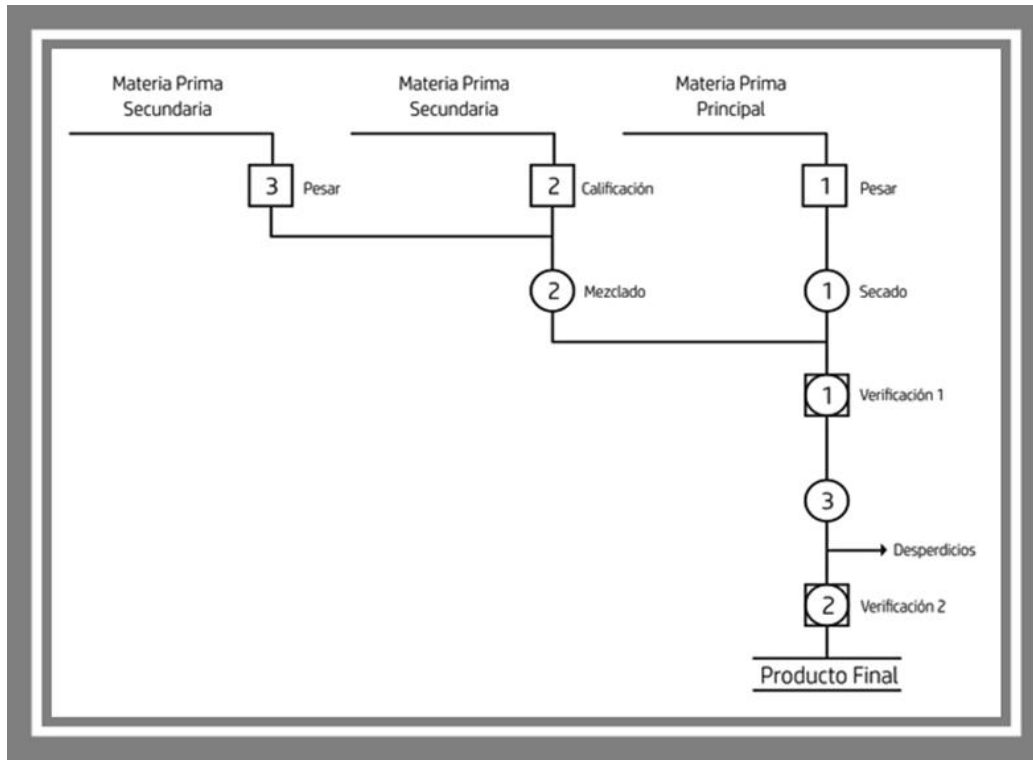 Materia Prima
Secundaria
Materia Prima
Secundaria
Materia Prima
Principal
3 Pesar
2 Calificación
1 Pesar
2 Mezclado
1 Secado
1 Verificación 1
3
Desperdicios
2 Verificación 2
Producto Final